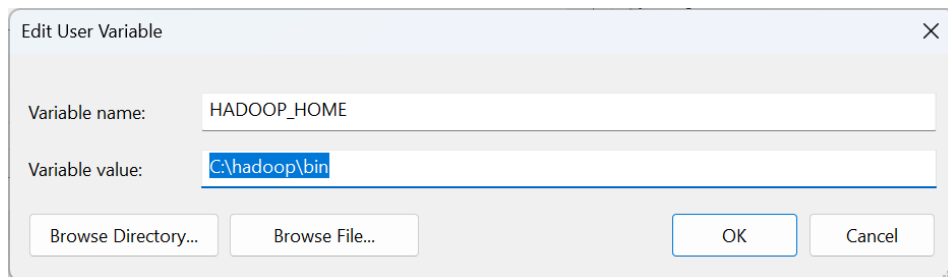 Edit User Variable
Variable name: HADOOP_HOME
Variable value: C:\hadoop\bin
Browse Directory... Browse File... OK Cancel